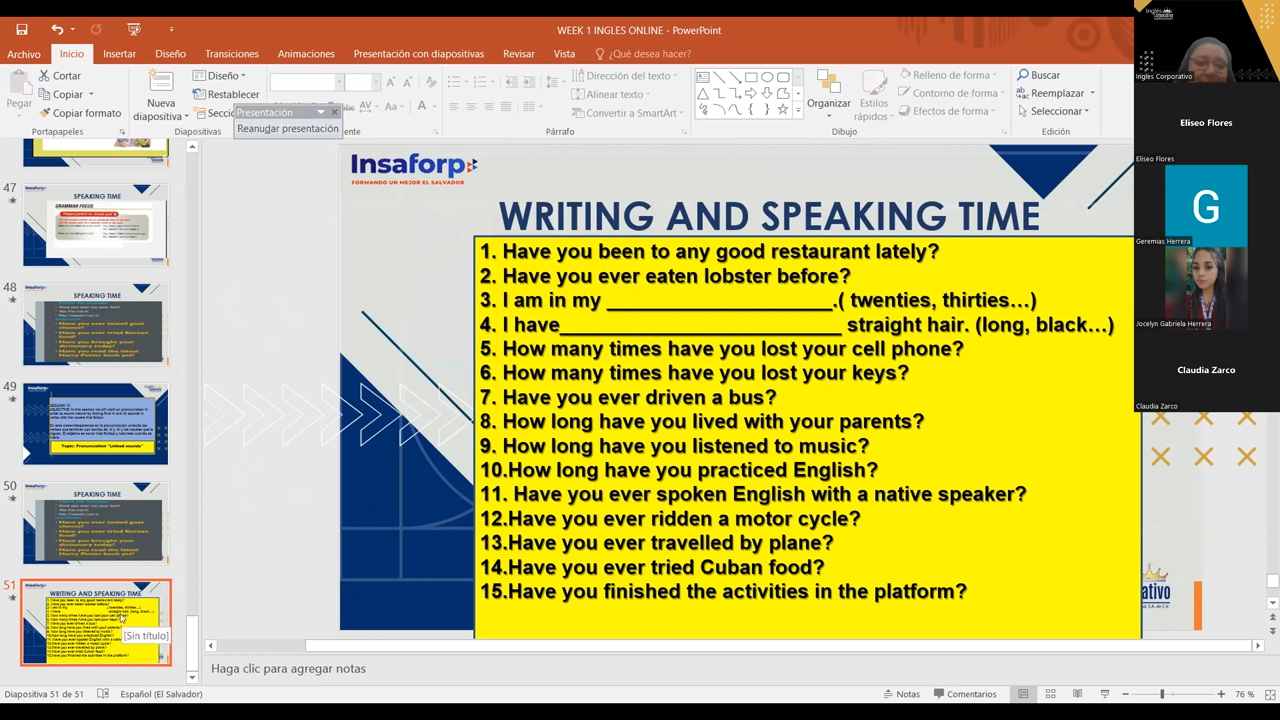 WEEK 1 INGLES ONLINE - PowerPoint
Archivo
Inicio
Insertar
Diseño
Transiciones
Animaciones
Presentación con diapositivas
Revisar
Vista
¿Qué desea hacer?
Pegar
Cortar
Copiar
Copiar formato
Portapapeles
Nueva diapositiva
Diseño
Restablecer
Secci
Diapositivas
Presentación
Reanudar presentación
Dirección del texto
Alinear texto
Convertir a SmartArt
Párrafo
Organizar
Estilos rápidos
Relleno de forma
Contorno de forma
Efectos de forma
Dibujo
Buscar
Reemplazar
Seleccionar
Edición
47
SPEAKING TIME
GRAMMAR FOCUS
48
SPEAKING TIME
49
Topic: Pronunciation "Linked sounds"
50
SPEAKING TIME
51
WRITING AND SPEAKING TIME
[Sin título]
Insaforp
FORMANDO UN MEJOR EL SALVADOR
WRITING AND SPEAKING TIME
1. Have you been to any good restaurant lately?
2. Have you ever eaten lobster before?
3. I am in my ____________________.( twenties, thirties…)
4. I have_________________________ straight hair. (long, black…)
5. How many times have you lost your cell phone?
6. How many times have you lost your keys?
7. Have you ever driven a bus?
8. How long have you lived with your parents?
9. How long have you listened to music?
10.How long have you practiced English?
11. Have you ever spoken English with a native speaker?
12.Have you ever ridden a motor cycle?
13.Have you ever travelled by plane?
14.Have you ever tried Cuban food?
15.Have you finished the activities in the platform?
Inglés Corporativo
Eliseo Flores
Eliseo Flores
G
Geremias Herrera
Jocelyn Gabriela Herrera
Claudia Zarco
Claudia Zarco
Haga clic para agregar notas
Diapositiva 51 de 51
Español (El Salvador)
Notas
Comentarios
76 %